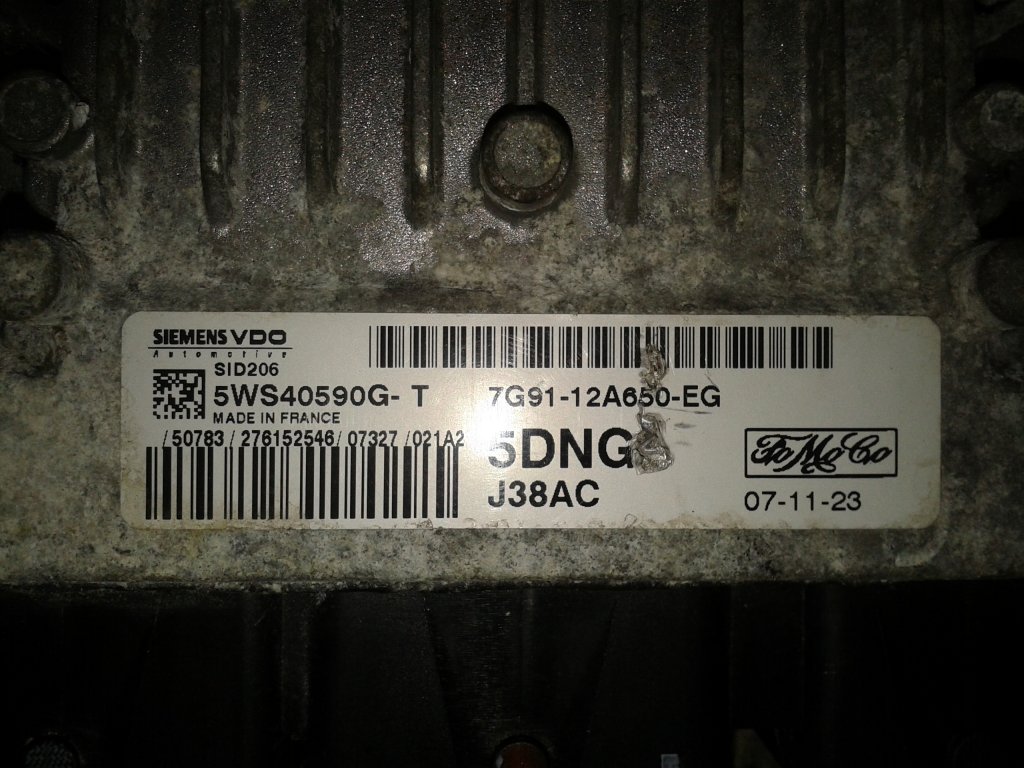 SIEMENS VDO
Automotive
SID206
5WS40590G- T
MADE IN FRANCE
/ 50783 / 276152546 / 07327 / 021A2
7G91-12A650-EG
5DNG
J38AC
FoMoCo
07-11-23